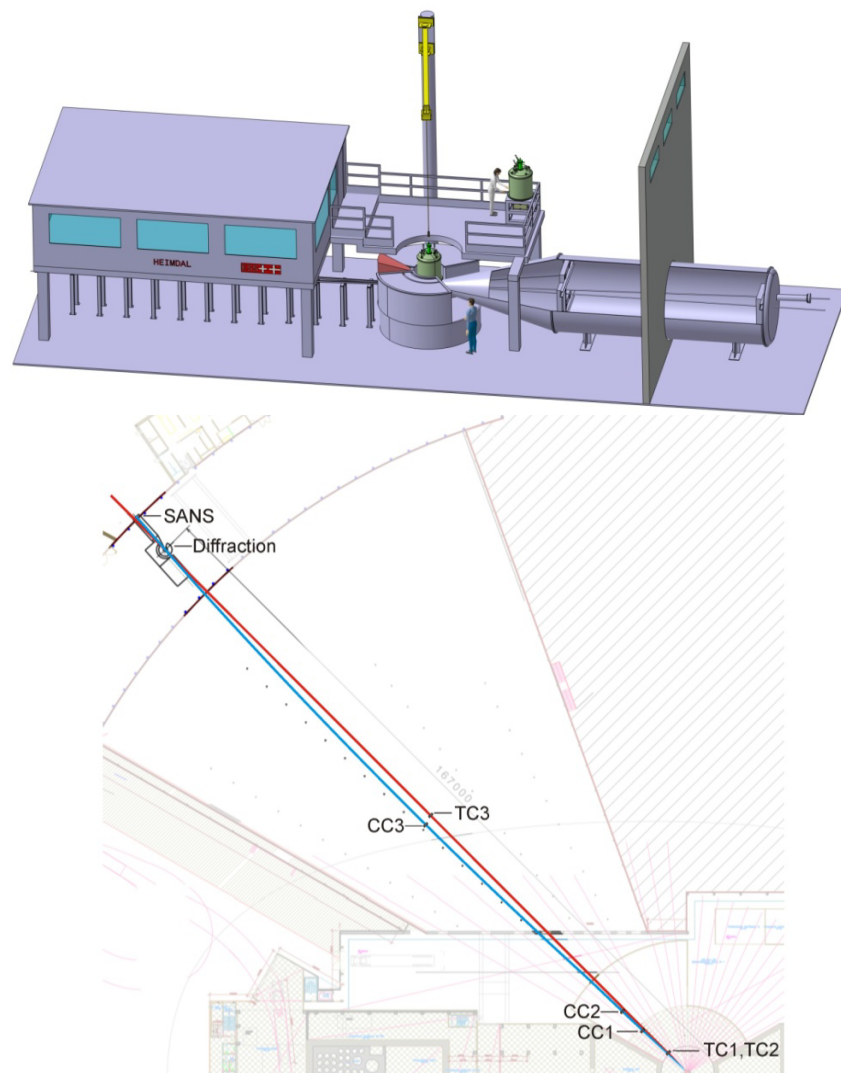 HEIMDAL
SANS
Diffraction
167000
TC3
CC3
CC2
CC1
TC1,TC2